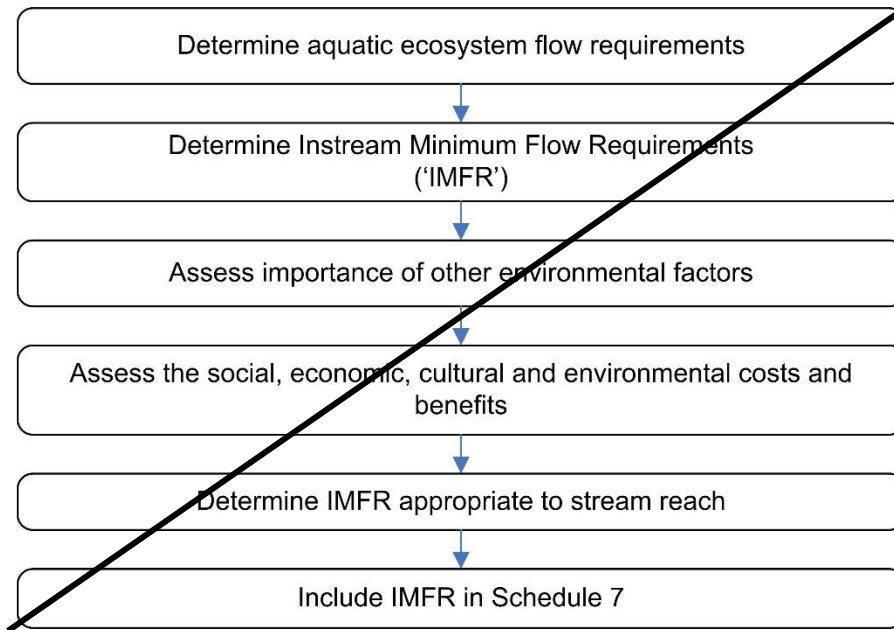 Determine aquatic ecosystem flow requirements
Determine Instream Minimum Flow Requirements
(‘IMFR’)
Assess importance of other environmental factors
Assess the social, economic, cultural and environmental costs and
benefits
Determine IMFR appropriate to stream reach
Include IMFR in Schedule 7